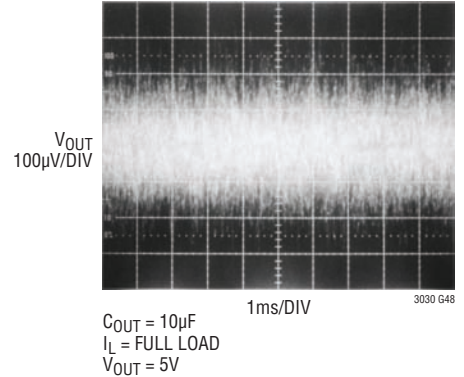 VOUT
100µV/DIV
1ms/DIV
3030 G48
COUT = 10µF
IL = FULL LOAD
VOUT = 5V